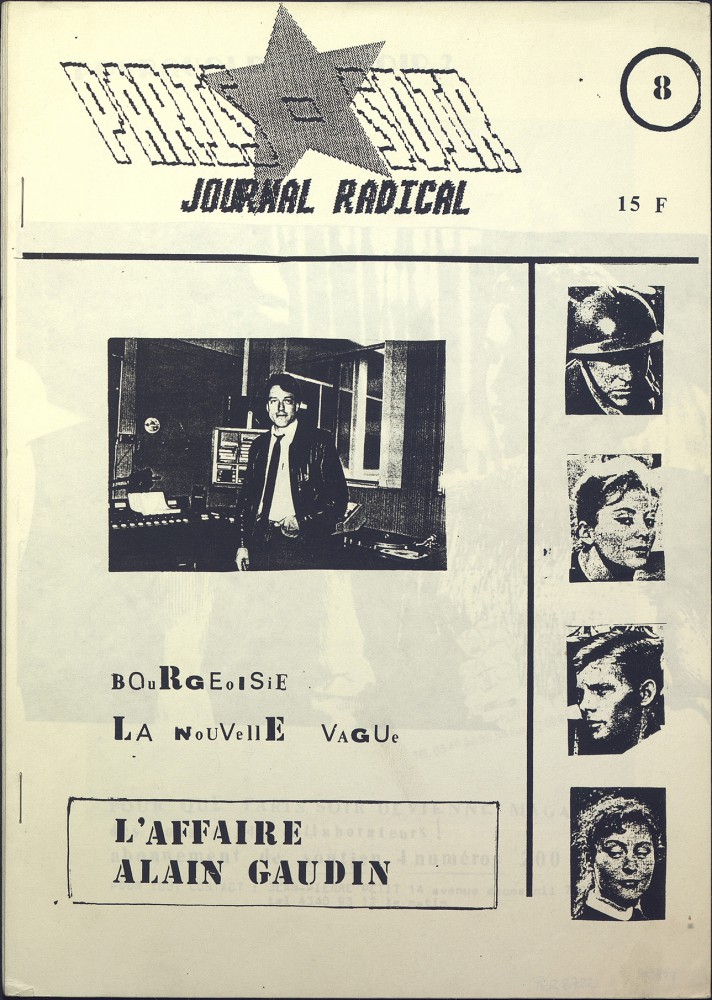 PARIS SOIR
8
JOURNAL RADICAL
15 F
BOuRGEoISiE
LA NoUVellE VAGUe
L'AFFAIRE
ALAIN GAUDIN